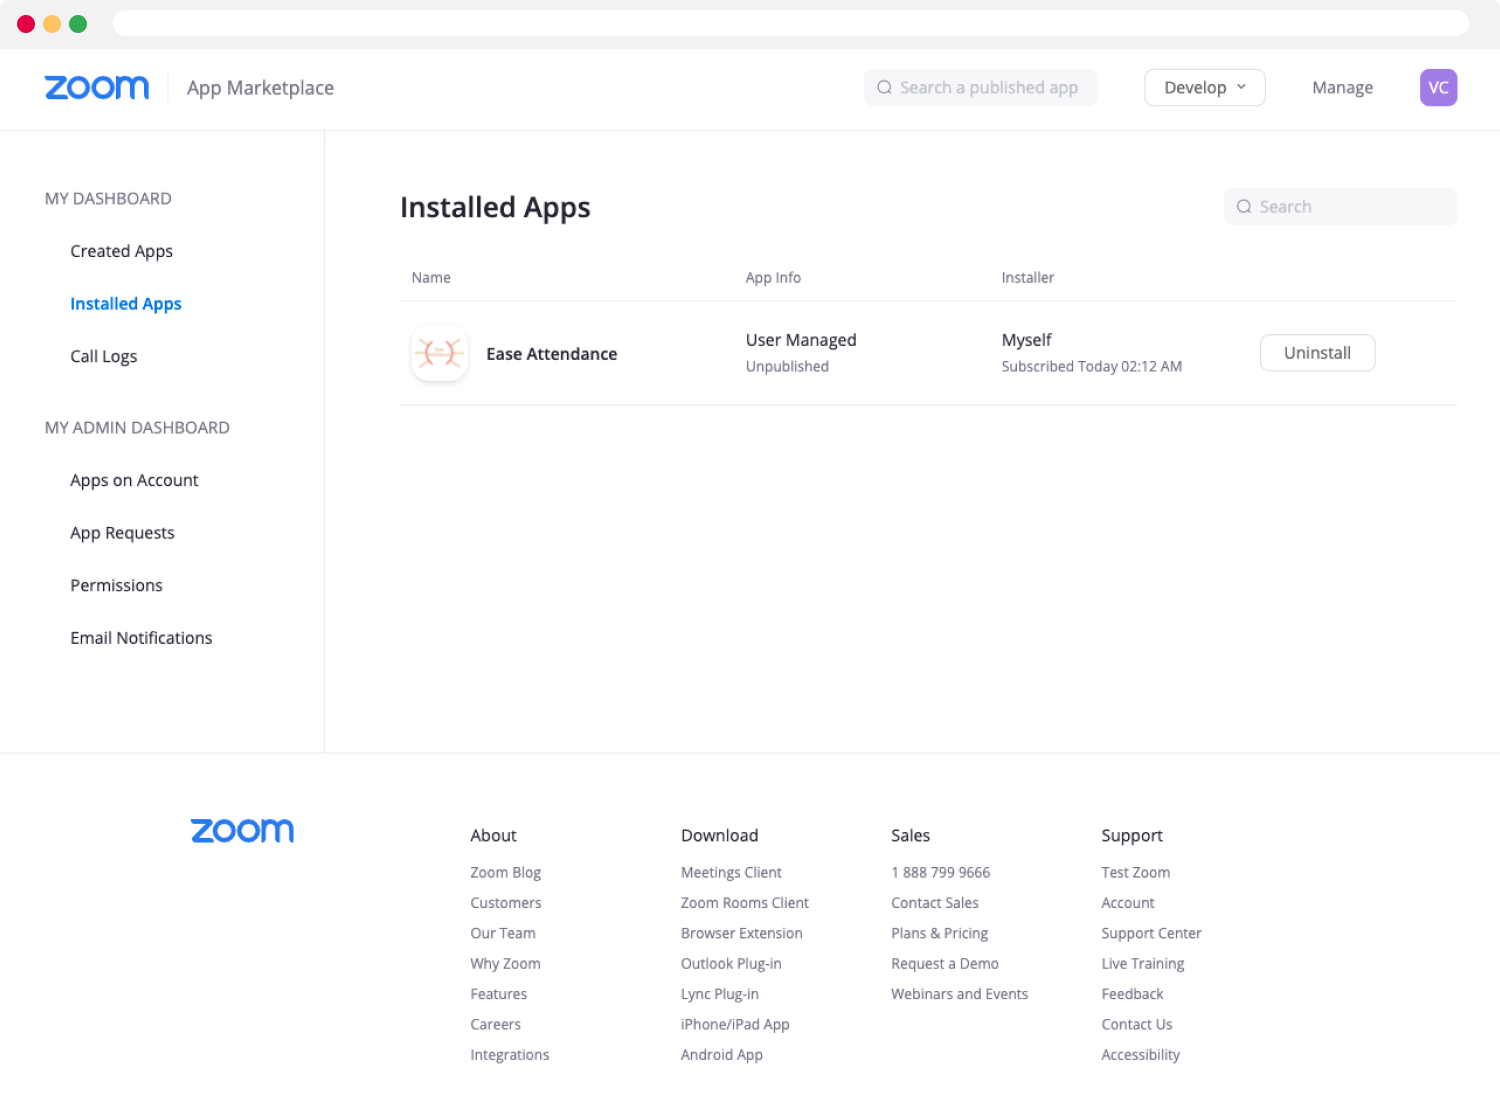 zoom App Marketplace Search a published app Develop Manage VC
MY DASHBOARD
Created Apps
Installed Apps
Call Logs
MY ADMIN DASHBOARD
Apps on Account
App Requests
Permissions
Email Notifications
Installed Apps Search
Name App Info Installer
Ease Attendance User Managed Myself Uninstall
Unpublished Subscribed Today 02:12 AM
zoom
About
Zoom Blog
Customers
Our Team
Why Zoom
Features
Careers
Integrations
Download
Meetings Client
Zoom Rooms Client
Browser Extension
Outlook Plug-in
Lync Plug-in
iPhone/iPad App
Android App
Sales
1 888 799 9666
Contact Sales
Plans & Pricing
Request a Demo
Webinars and Events
Support
Test Zoom
Account
Support Center
Live Training
Feedback
Contact Us
Accessibility